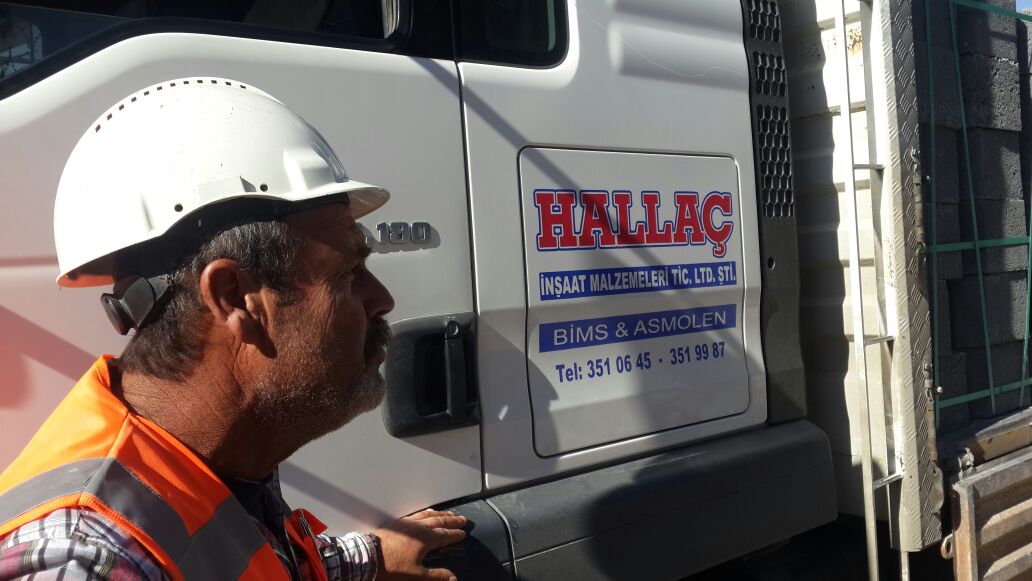 180
HALLAÇ
İNŞAAT MALZEMELERİ TİC. LTD. ŞTİ.
BİMS & ASMOLEN
Tel: 351 06 45 - 351 99 87